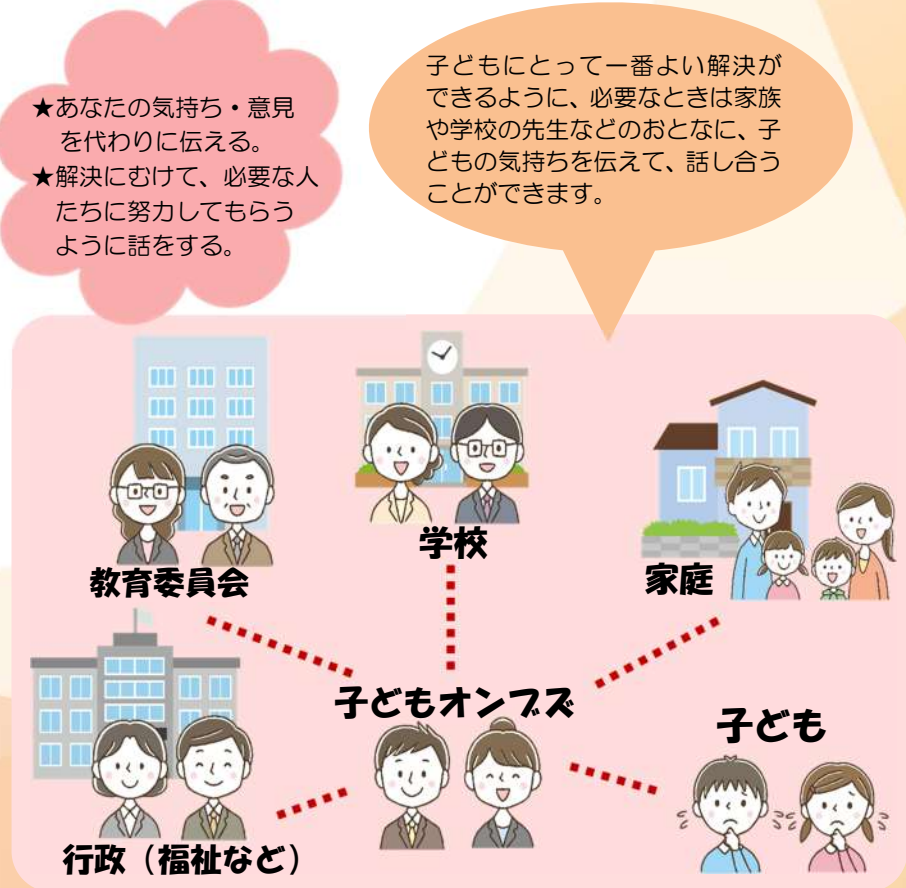 ★あなたの気持ち・意見
を代わりに伝える。
★解決にむけて、必要な人
たちに努力してもらう
ように話をする。
子どもにとって一番よい解決が
できるように、必要なときは家族
や学校の先生などのおとなに、子
どもの気持ちを伝えて、話し合う
ことができます。
教育委員会
学校
家庭
子どもオンブズ
子ども
行政（福祉など）